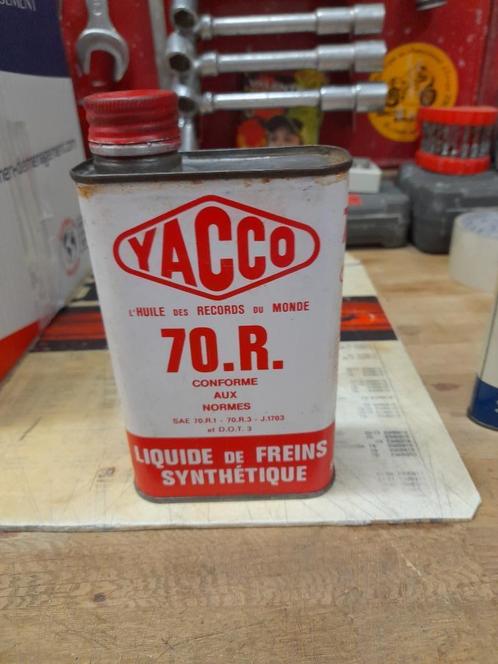 YACCO
L'HUILE DES RECORDS DU MONDE
70.R.
CONFORME
AUX
NORMES
SAE 70.R.1 - 70.R.3 - J.1703
et D.O.T. 3
LIQUIDE DE FREINS
SYNTHÉTIQUE